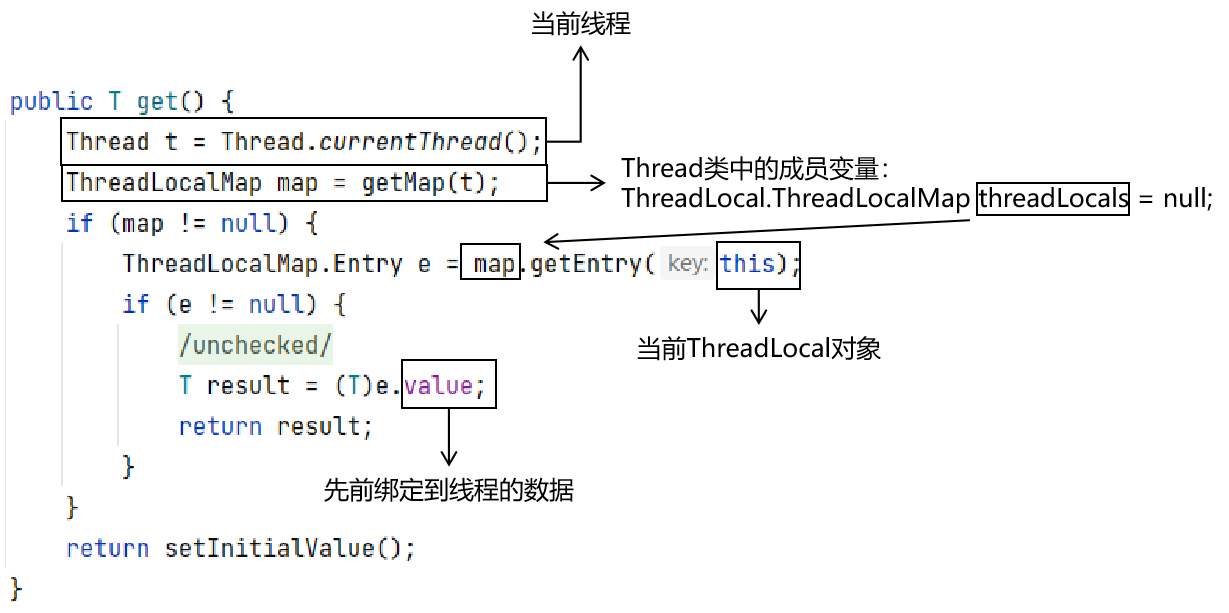 当前线程
public T get() {
Thread t = Thread.currentThread();
ThreadLocalMap map = getMap(t);
Thread类中的成员变量：
ThreadLocal.ThreadLocalMap threadLocals = null;
if (map != null) {
ThreadLocalMap.Entry e = map.getEntry( key: this);
if (e != null) {
当前ThreadLocal对象
/unchecked/
T result = (T)e.value;
return result;
}
先前绑定到线程的数据
}
return setInitialValue();
}